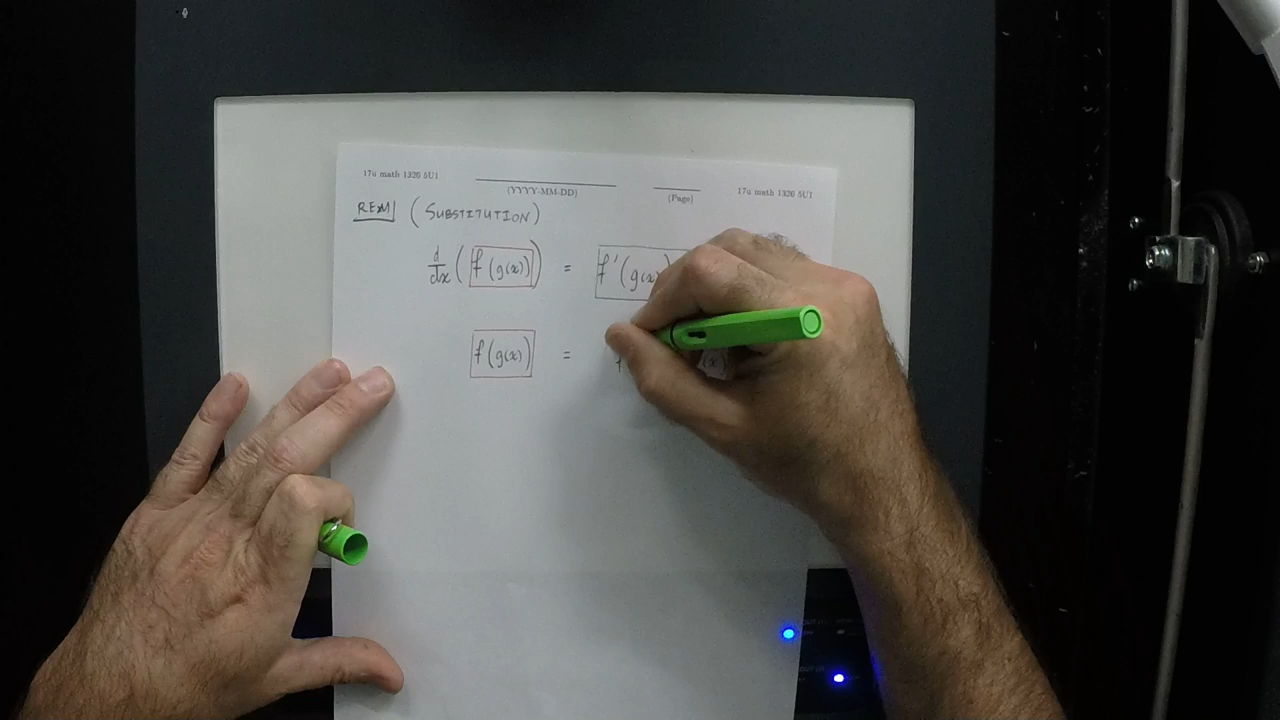 17u math 1326 5U1 (YYYY-MM-DD) (Page) 17u math 1326 5U1
REM (SUBSTITUTION)
d/dx ( f (g(x)) ) = f '(g(x)
f (g(x)) = (x)